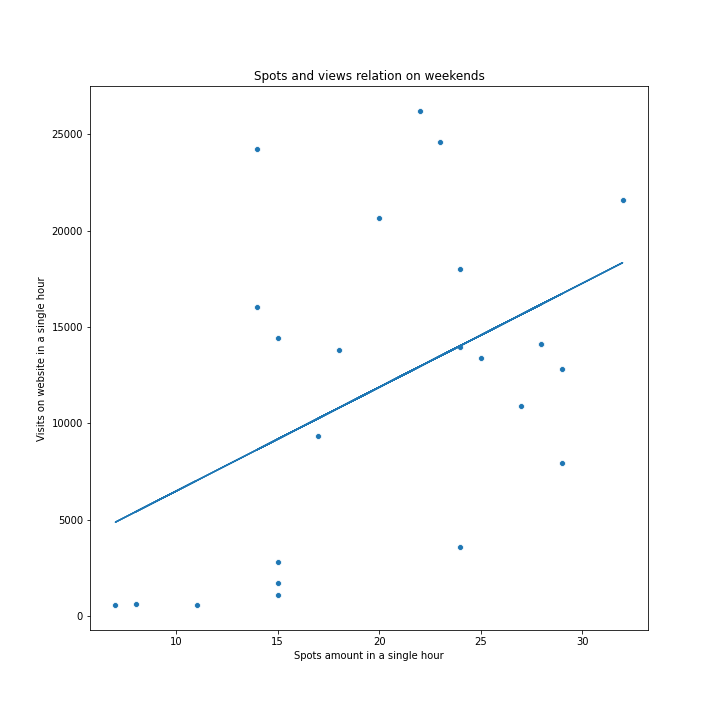 Spots and views relation on weekends
25000
20000
15000
10000
5000
0
Visits on website in a single hour
10 15 20 25 30
Spots amount in a single hour